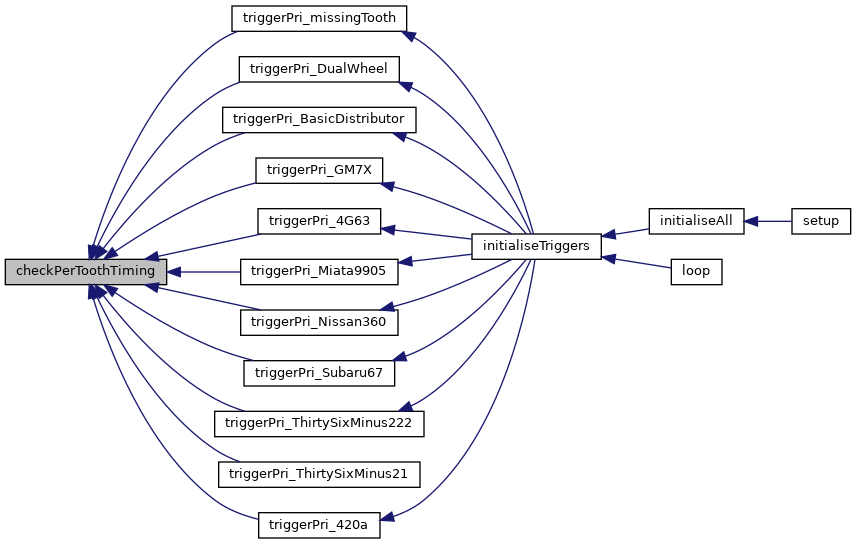 triggerPri_missingTooth
triggerPri_DualWheel
triggerPri_BasicDistributor
triggerPri_GM7X
triggerPri_4G63
checkPerToothTiming
triggerPri_Miata9905
triggerPri_Nissan360
triggerPri_Subaru67
triggerPri_ThirtySixMinus222
triggerPri_ThirtySixMinus21
triggerPri_420a
initialiseTriggers
initialiseAll
setup
loop